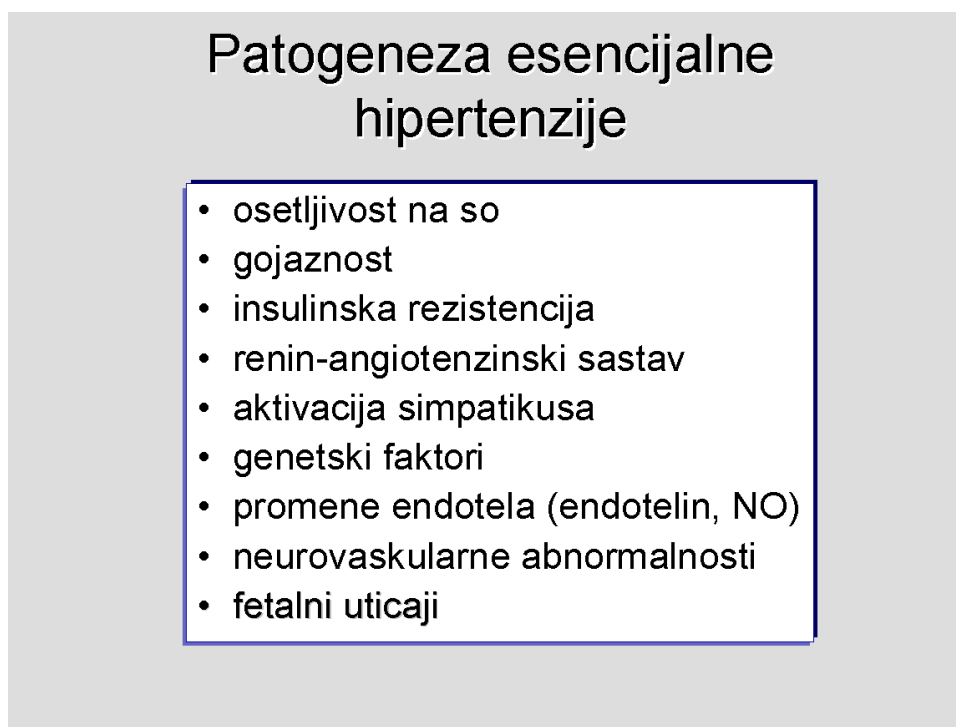 Patogeneza esencijalne
hipertenzije
• osetljivost na so
• gojaznost
• insulinska rezistencija
• renin-angiotenzinski sastav
• aktivacija simpatikusa
• genetski faktori
• promene endotela (endotelin, NO)
• neurovaskularne abnormalnosti
• fetalni uticaji